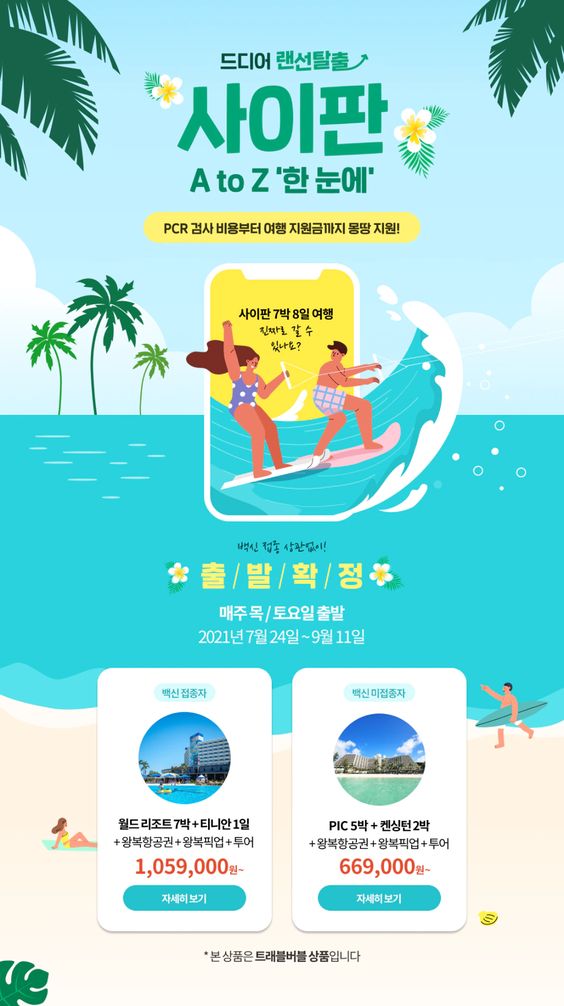 드디어 랜선탈출
사이판
A to Z '한 눈에'
PCR 검사 비용부터 여행 지원금까지 몽땅 지원!
사이판 7박 8일 여행
진짜로 갈 수
있나요?
백신 접종 상관없이!
출/발/확/정
매주 목/토요일 출발
2021년 7월 24일 ~ 9월 11일
백신 접종자
월드 리조트 7박 + 티니안 1일
+ 왕복항공권 + 왕복픽업 + 투어
1,059,000원~
자세히 보기
백신 미접종자
PIC 5박 + 켄싱턴 2박
+ 왕복항공권 + 왕복픽업 + 투어
669,000원~
자세히 보기
* 본 상품은 트래블버블 상품입니다